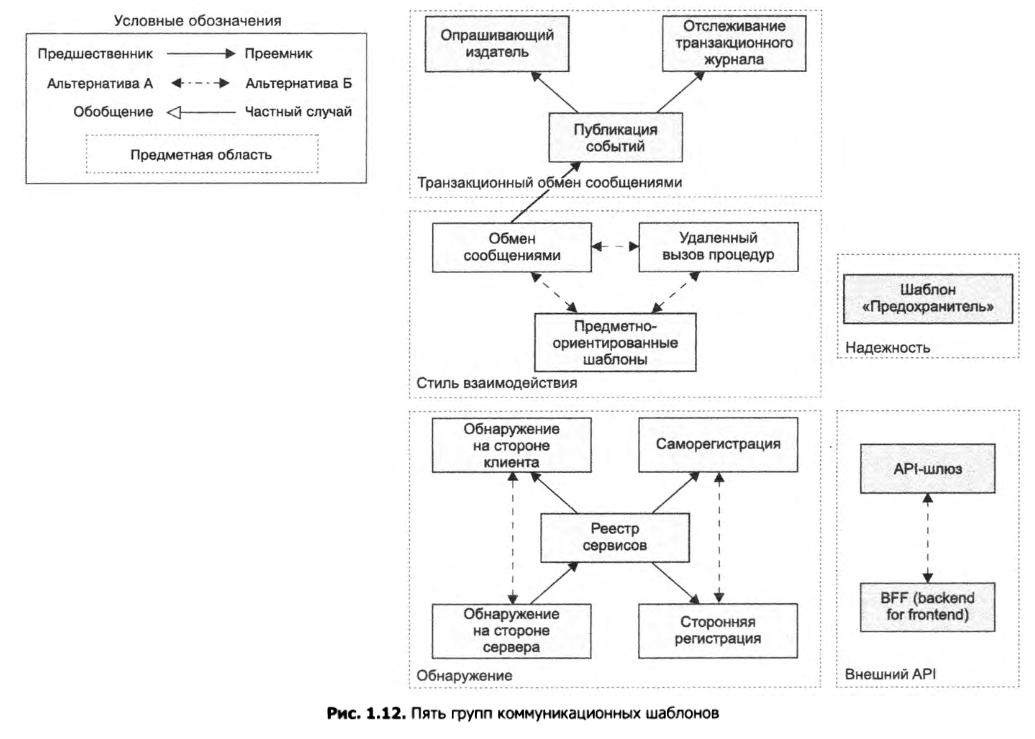 Условные обозначения
Предшественник
Преемник
Альтернатива А
Альтернатива Б
Обобщение
Частный случай
Предметная область
Опрашивающий
издатель
Отслеживание
транзакционного
журнала
Публикация
событий
Транзакционный обмен сообщениями
Обмен
сообщениями
Удаленный
вызов процедур
Предметно-
ориентированные
шаблоны
Стиль взаимодействия
Шаблон
«Предохранитель»
Надежность
Обнаружение
на стороне
клиента
Саморегистрация
Реестр
сервисов
Обнаружение
на стороне
сервера
Сторонняя
регистрация
Обнаружение
API-шлюз
BFF (backend
for frontend)
Внешний API
Рис. 1.12. Пять групп коммуникационных шаблонов